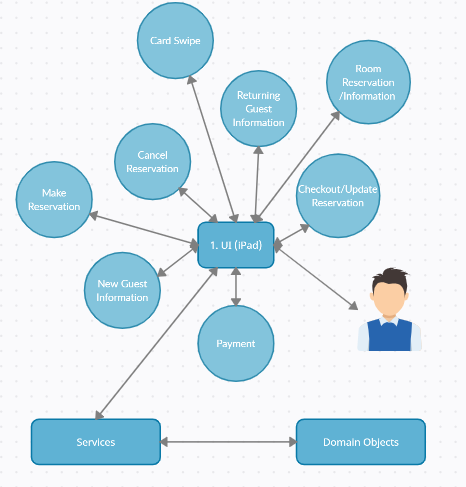 Card Swipe
Room
Reservation
/Information
Returning
Guest
Information
Cancel
Reservation
Make
Reservation
Checkout/Update
Reservation
1. UI (iPad)
New Guest
Information
Payment
Services
Domain Objects